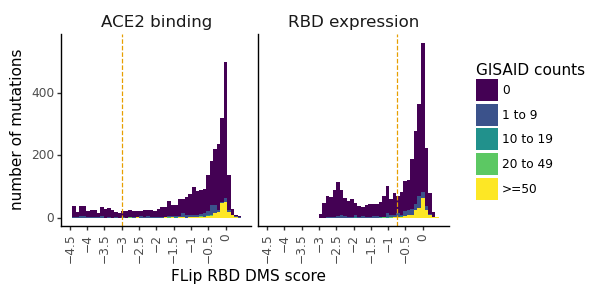 ACE2 binding
RBD expression
number of mutations
400
200
0
−4.5 −4 −3.5 −3 −2.5 −2 −1.5 −1 −0.5 0
−4.5 −4 −3.5 −3 −2.5 −2 −1.5 −1 −0.5 0
FLip RBD DMS score
GISAID counts
0
1 to 9
10 to 19
20 to 49
>=50